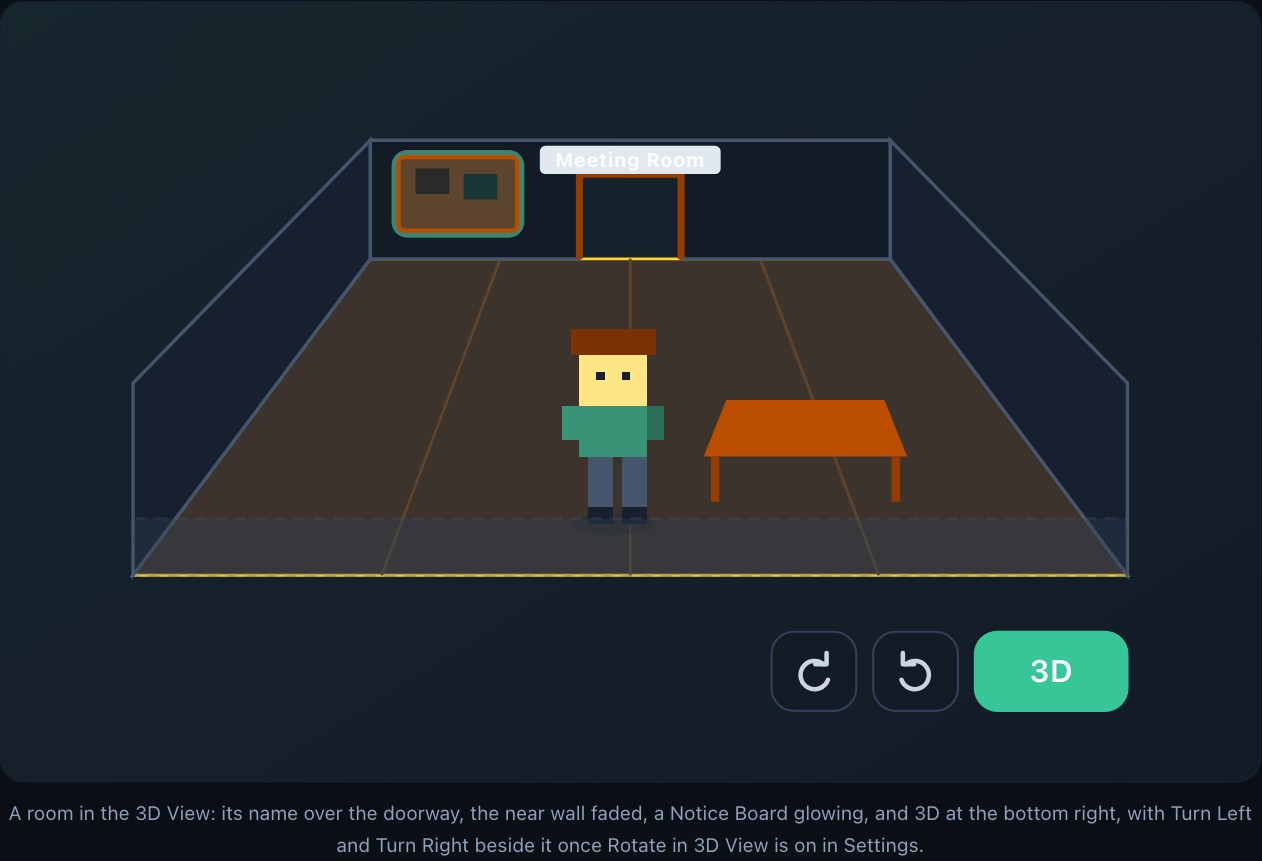 Meeting Room
3D
A room in the 3D View: its name over the doorway, the near wall faded, a Notice Board glowing, and 3D at the bottom right, with Turn Left
and Turn Right beside it once Rotate in 3D View is on in Settings.